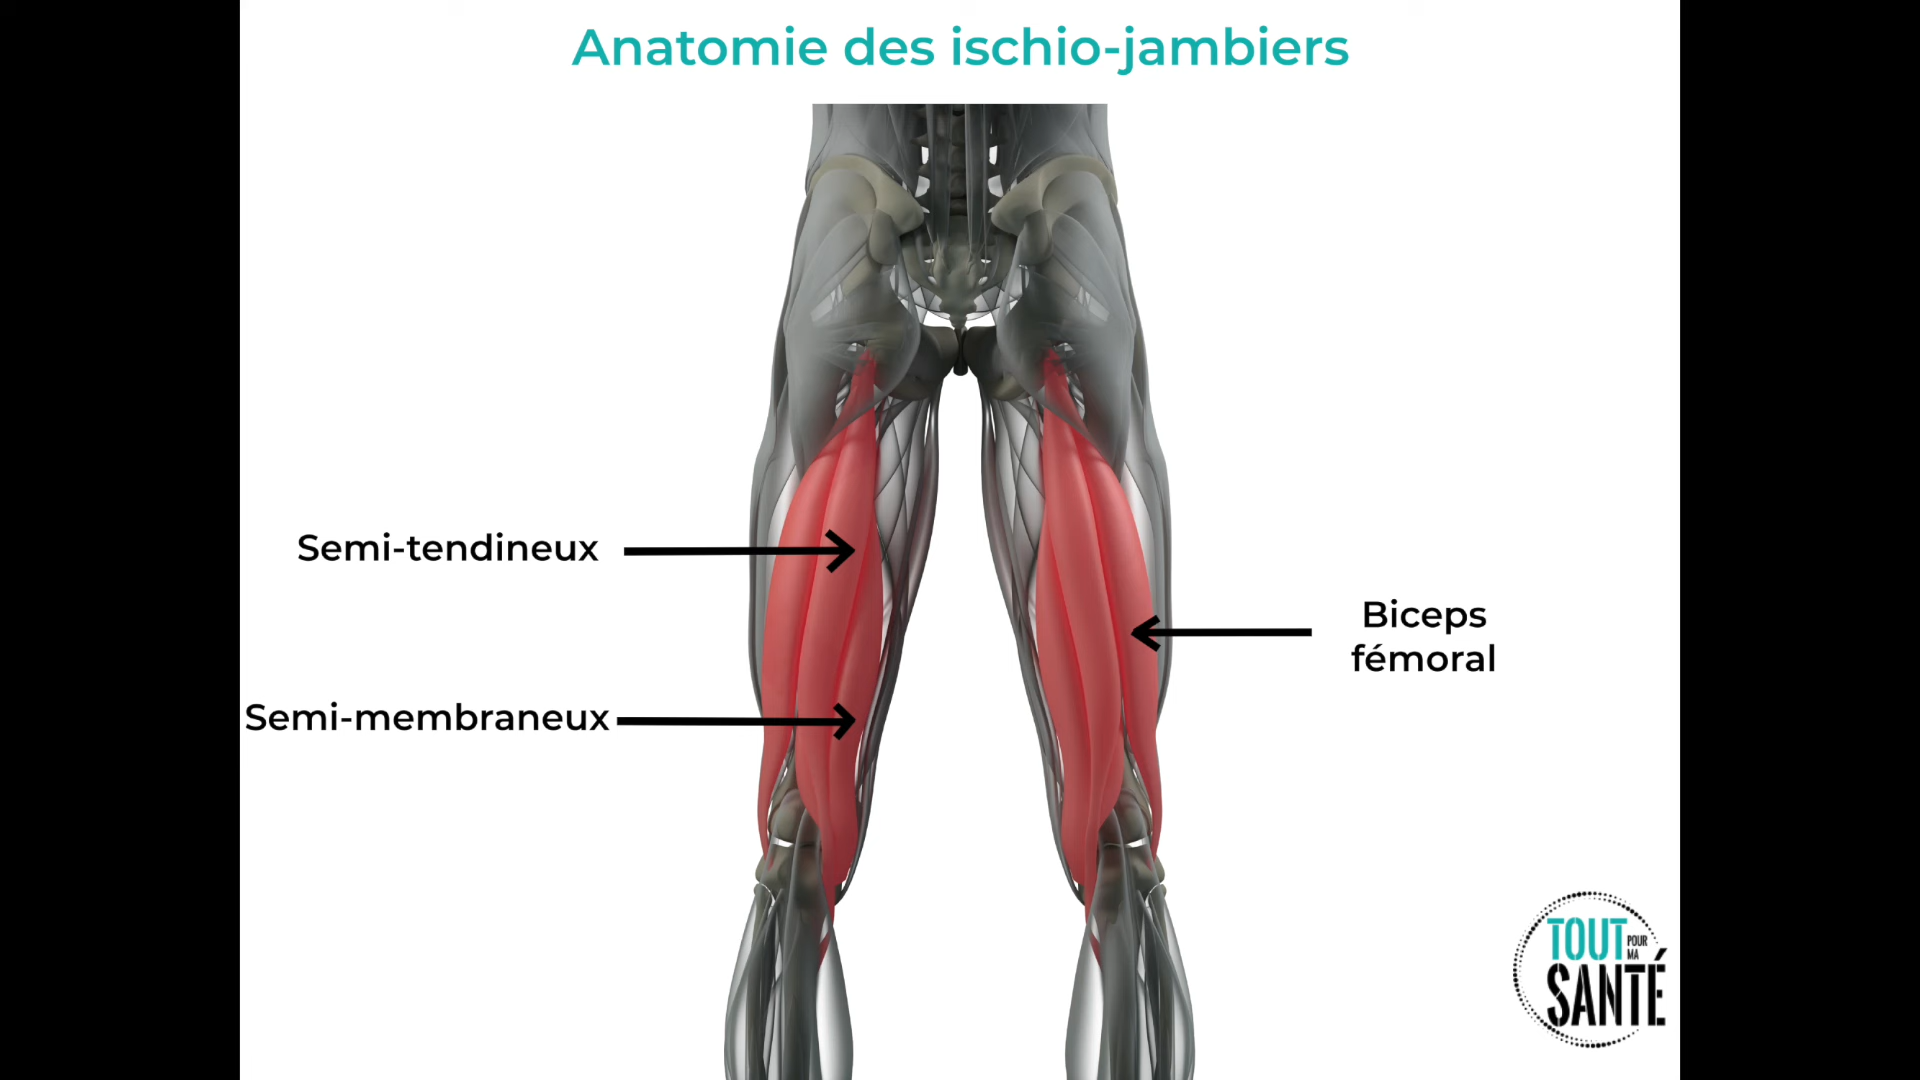 Anatomie des ischio-jambiers
Semi-tendineux
Biceps
fémoral
Semi-membraneux
TOUT
POUR
MA
SANTÉ